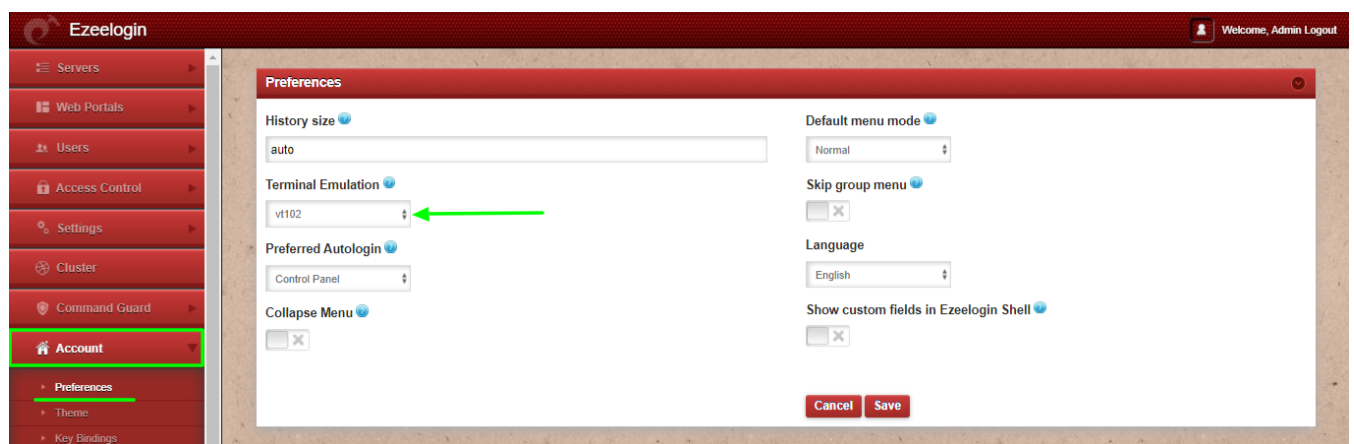 Ezeelogin
Welcome, Admin Logout
Servers
Web Portals
Users
Access Control
Settings
Cluster
Command Guard
Account
Preferences
Theme
Key Bindings
Preferences
History size
auto
Terminal Emulation
vt102
Preferred Autologin
Control Panel
Collapse Menu
Default menu mode
Normal
Skip group menu
Language
English
Show custom fields in Ezeelogin Shell
Cancel Save